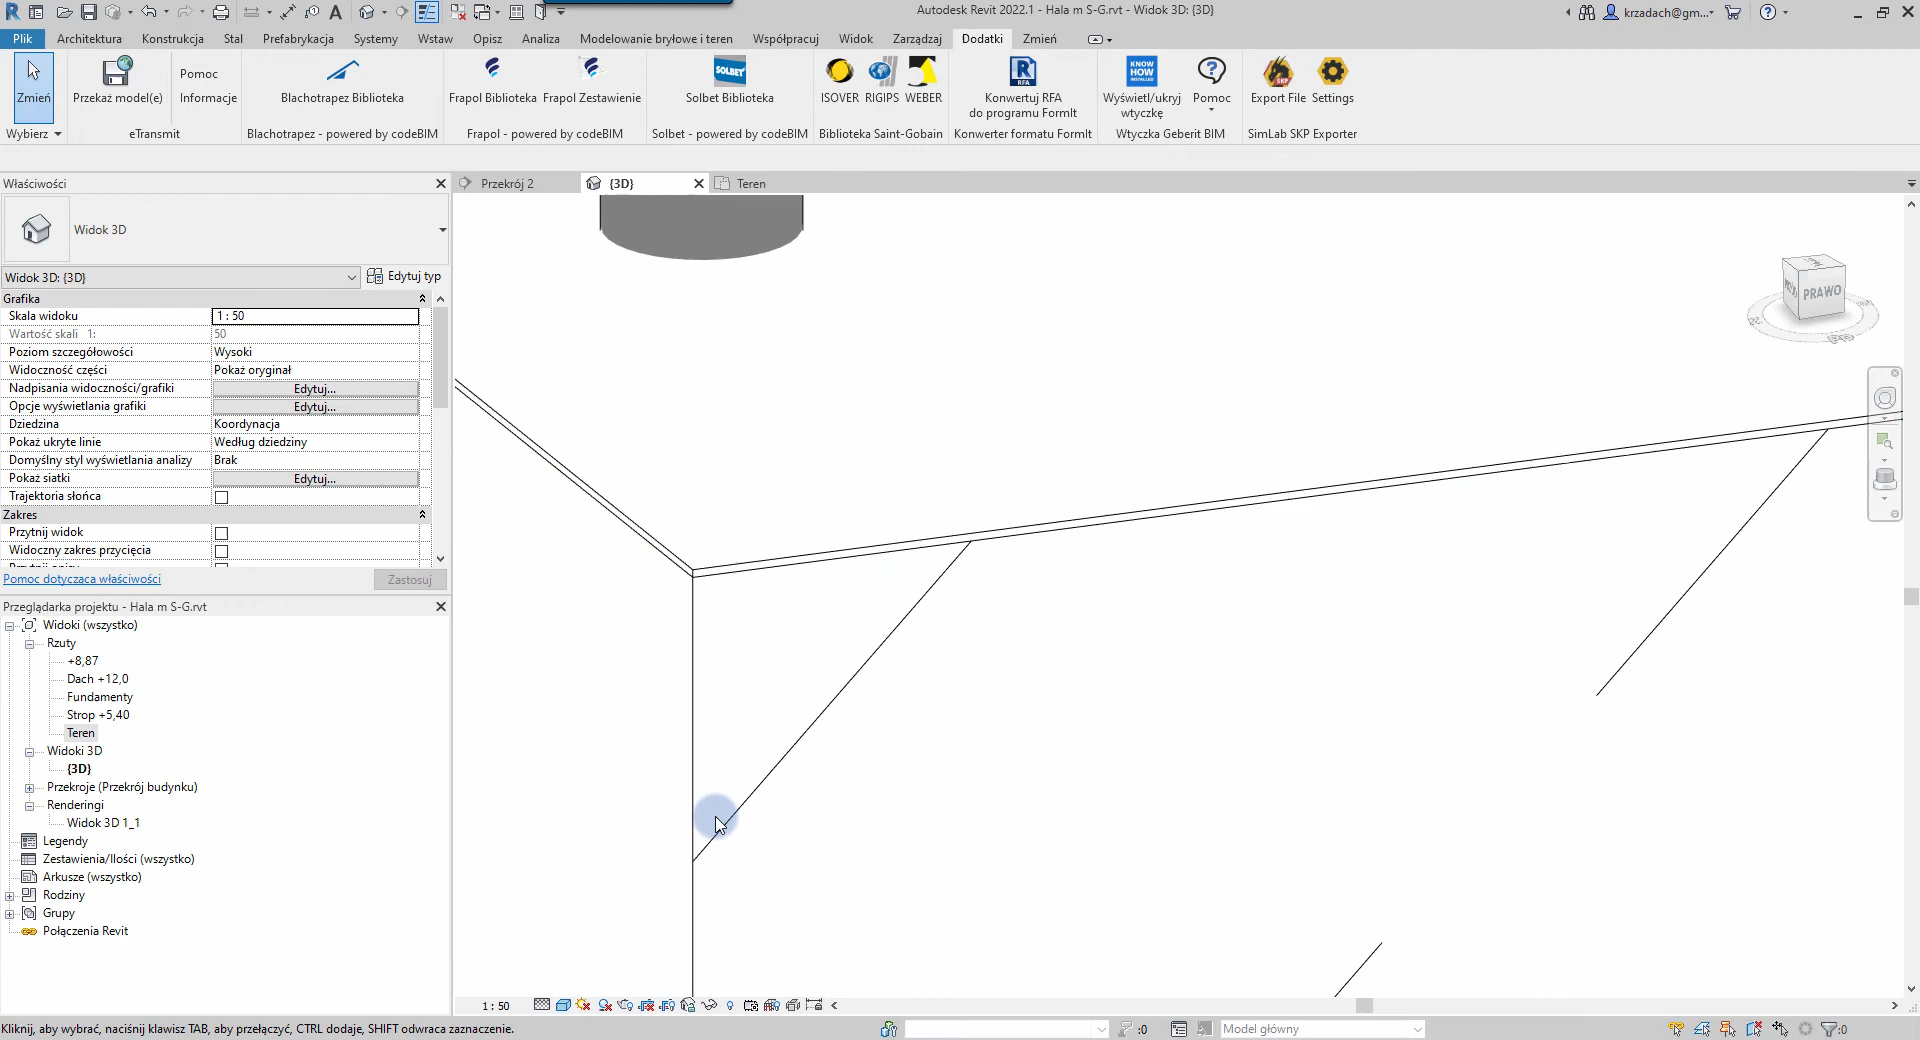 Autodesk Revit 2022.1 - Hala m S-G.rvt - Widok 3D: {3D}
krzadach@gm...
Plik Architektura Konstrukcja Stal Prefabrykacja Systemy Wstaw Opisz Analiza Modelowanie bryłowe i teren Współpracuj Widok Zarządzaj Dodatki Zmień
SOLBET
RFA
KNOW HOW INSTALLED
SKP
Zmień
Przekaż model(e)
Pomoc
Informacje
Blachotrapez Biblioteka
Frapol Biblioteka Frapol Zestawienie
Solbet Biblioteka
ISOVER RIGIPS WEBER
Konwertuj RFA
do programu FormIt
Wyświetl/ukryj
wtyczkę
Pomoc
Export File Settings
Wybierz eTransmit Blachotrapez - powered by codeBIM Frapol - powered by codeBIM Solbet - powered by codeBIM Biblioteka Saint-Gobain Konwerter formatu FormIt Wtyczka Geberit BIM SimLab SKP Exporter
Właściwości
Przekrój 2 {3D} Teren
Widok 3D
Widok 3D: {3D} Edytuj typ
Grafika
Skala widoku 1 : 50
Wartość skali 1: 50
Poziom szczegółowości Wysoki
Widoczność części Pokaż oryginał
Nadpisania widoczności/grafiki Edytuj...
Opcje wyświetlania grafiki Edytuj...
Dziedzina Koordynacja
Pokaż ukryte linie Według dziedziny
Domyślny styl wyświetlania analizy Brak
Pokaż siatki Edytuj...
Trajektoria słońca
Zakres
Przytnij widok
Widoczny zakres przycięcia
Pomoc dotycząca właściwości Zastosuj
PRAWO
Przeglądarka projektu - Hala m S-G.rvt
Widoki (wszystko)
Rzuty
+8,87
Dach +12,0
Fundamenty
Strop +5,40
Teren
Widoki 3D
{3D}
Przekroje (Przekrój budynku)
Renderingi
Widok 3D 1_1
Legendy
Zestawienia/Ilości (wszystko)
Arkusze (wszystko)
Rodziny
Grupy
Połączenia Revit
1 : 50
Kliknij, aby wybrać, naciśnij klawisz TAB, aby przełączyć, CTRL dodaje, SHIFT odwraca zaznaczenie.
:0
Model główny
:0